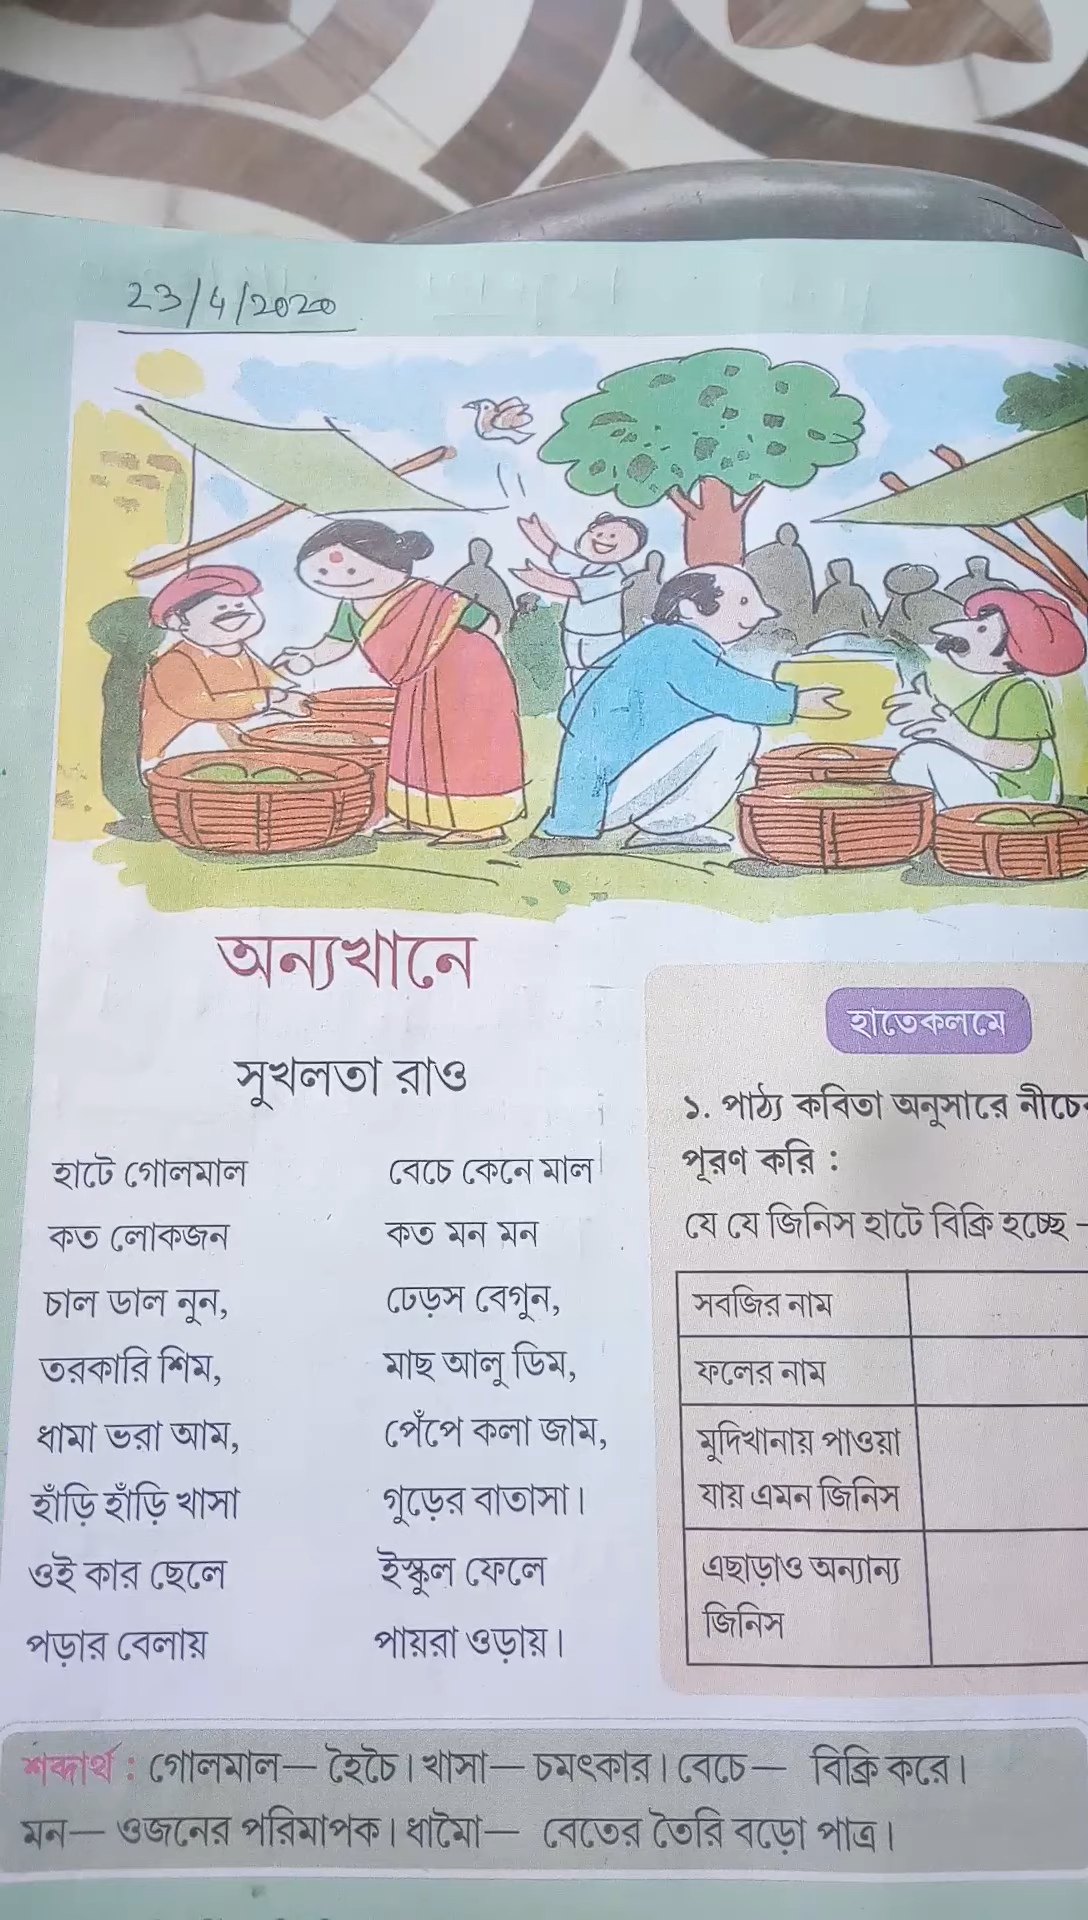 23/4/2020
অন্যখানে
সুখলতা রাও
হাটে গোলমাল বেচে কেনে মাল
কত লোকজন কত মন মন
চাল ডাল নুন, ঢেড়স বেগুন,
তরকারি শিম, মাছ আলু ডিম,
ধামা ভরা আম, পেঁপে কলা জাম,
হাঁড়ি হাঁড়ি খাসা গুড়ের বাতাসা।
ওই কার ছেলে ইস্কুল ফেলে
পড়ার বেলায় পায়রা ওড়ায়।
হাতেকলমে
১. পাঠ্য কবিতা অনুসারে
পূরণ করি :
যে যে জিনিস হাটে বিক্রি হচ্ছে -
সবজির নাম
ফলের নাম
মুদিখানায় পাওয়া
যায় এমন জিনিস
এছাড়াও অন্যান্য
জিনিস
শব্দার্থ : গোলমাল— হৈচৈ। খাসা— চমৎকার। বেচে— বিক্রি করে।
মন— ওজনের পরিমাপক। ধামা— বেতের তৈরি বড়ো পাত্র।